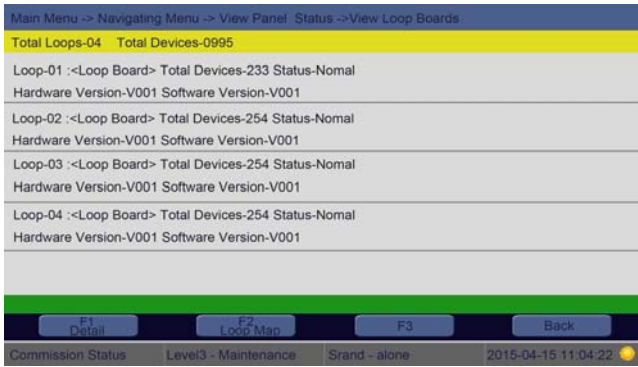 Main Menu -> Navigating Menu -> View Panel Status ->View Loop Boards
Total Loops-04 Total Devices-0995
Loop-01 :<Loop Board> Total Devices-233 Status-Nomal
Hardware Version-V001 Software Version-V001
Loop-02 :<Loop Board> Total Devices-254 Status-Nomal
Hardware Version-V001 Software Version-V001
Loop-03 :<Loop Board> Total Devices-254 Status-Nomal
Hardware Version-V001 Software Version-V001
Loop-04 :<Loop Board> Total Devices-254 Status-Nomal
Hardware Version-V001 Software Version-V001
F1 F2 F3 Back
Detail Loop Map
Commission Status Level3 - Maintenance Srand - alone 2015-04-15 11:04:22